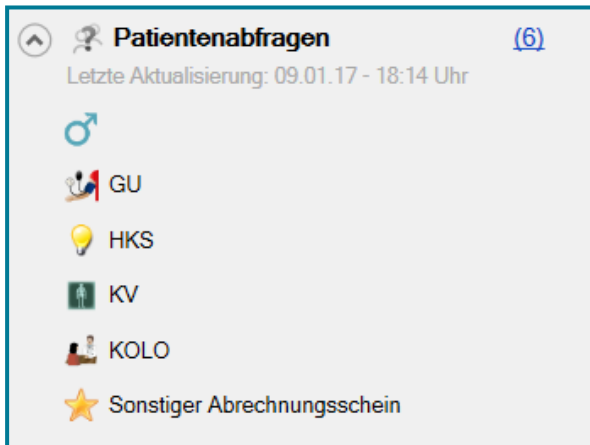 Patientenabfragen (6)
Letzte Aktualisierung: 09.01.17 - 18:14 Uhr
GU
HKS
KV
KOLO
Sonstiger Abrechnungsschein